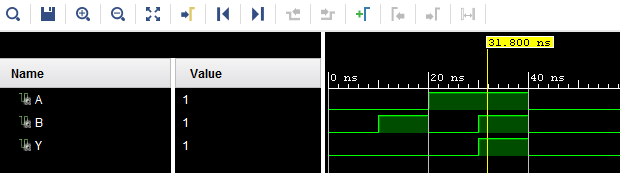 31.800 ns
Name Value
0 ns 20 ns 40 ns
A 1
B 1
Y 1